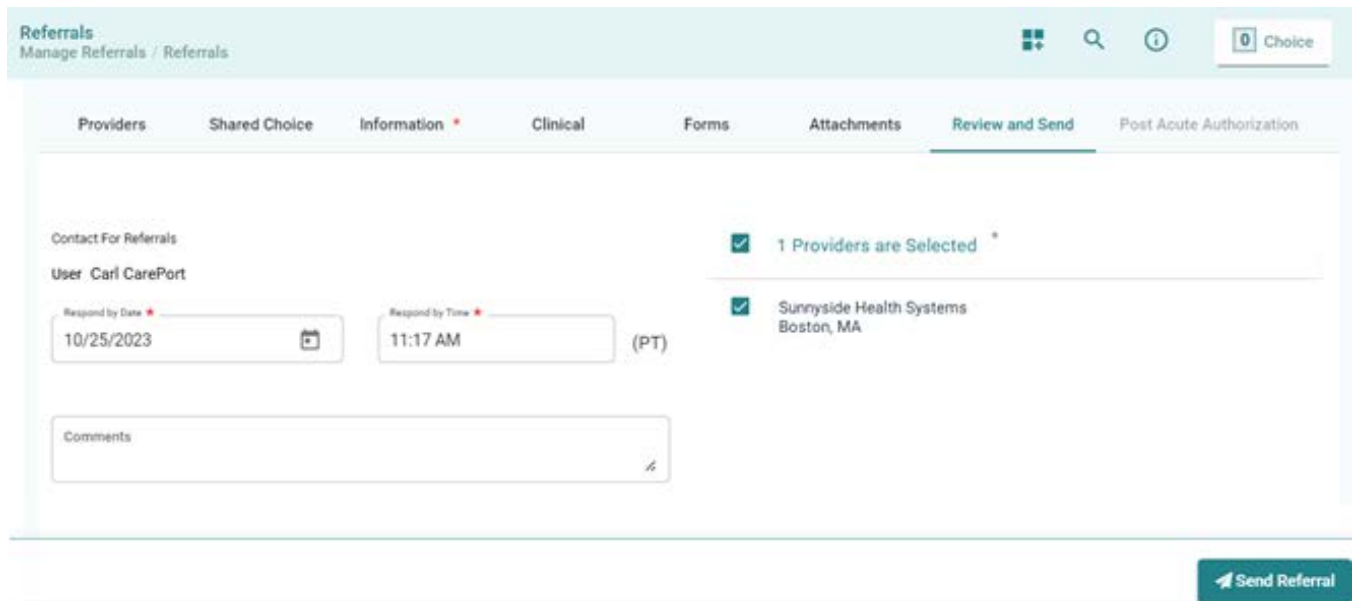 Referrals
Manage Referrals / Referrals
0 Choice
Providers Shared Choice Information * Clinical Forms Attachments Review and Send Post Acute Authorization
Contact For Referrals
User Carl CarePort
Respond by Date *
10/25/2023
Respond by Time *
11:17 AM
(PT)
Comments
1 Providers are Selected *
Sunnyside Health Systems
Boston, MA
Send Referral